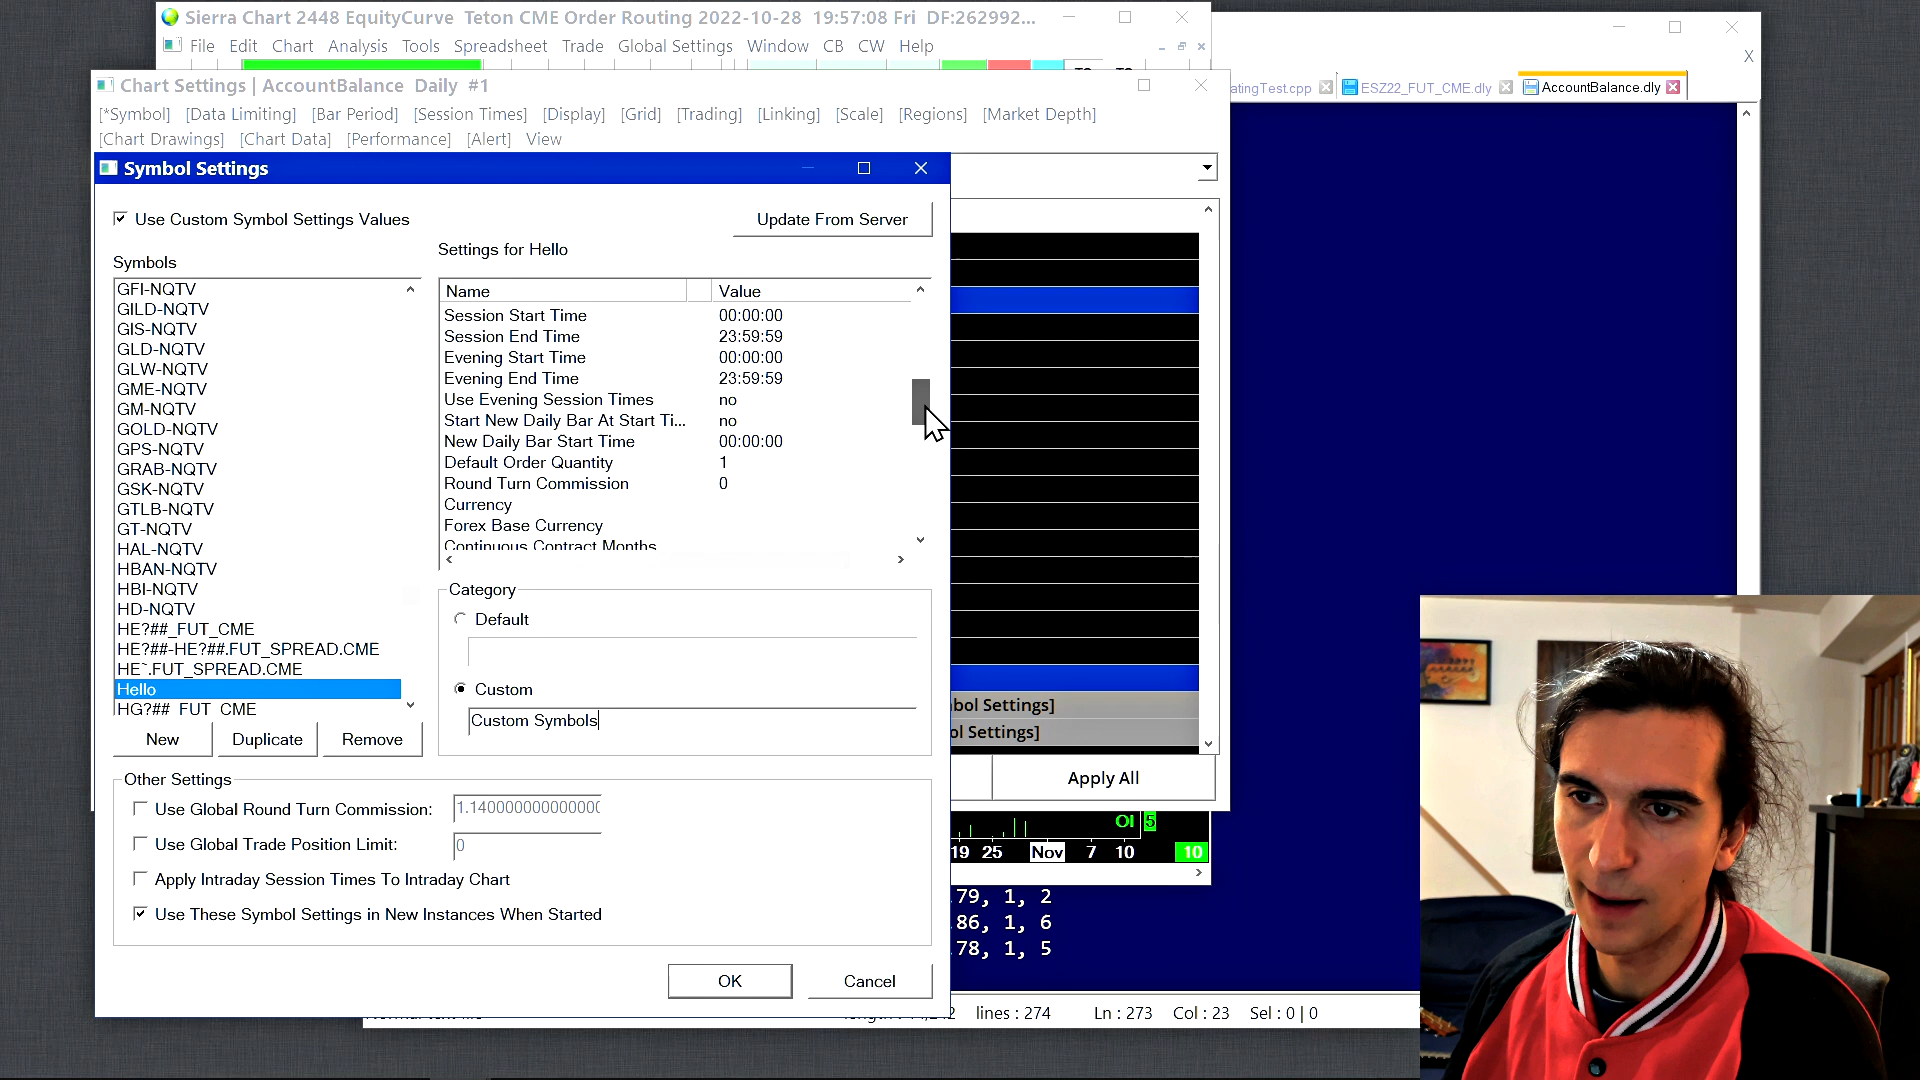 Sierra Chart 2448 EquityCurve  Teton CME Order Routing 2022-10-28  19:57:08 Fri  DF:262992...
File Edit Chart Analysis Tools Spreadsheet Trade Global Settings Window CB CW Help
Chart Settings | AccountBalance  Daily  #1
[*Symbol] [Data Limiting] [Bar Period] [Session Times] [Display] [Grid] [Trading] [Linking] [Scale] [Regions] [Market Depth]
[Chart Drawings] [Chart Data] [Performance] [Alert] View
atingTest.cpp ESZ22_FUT_CME.dly AccountBalance.dly
X
Symbol Settings
Use Custom Symbol Settings Values
Update From Server
Settings for Hello
Symbols
GFI-NQTV
GILD-NQTV
GIS-NQTV
GLD-NQTV
GLW-NQTV
GME-NQTV
GM-NQTV
GOLD-NQTV
GPS-NQTV
GRAB-NQTV
GSK-NQTV
GTLB-NQTV
GT-NQTV
HAL-NQTV
HBAN-NQTV
HBI-NQTV
HD-NQTV
HE?##_FUT_CME
HE?##-HE?##.FUT_SPREAD.CME
HE~.FUT_SPREAD.CME
Hello
HG?##_FUT_CME
New Duplicate Remove
Name Value
Session Start Time 00:00:00
Session End Time 23:59:59
Evening Start Time 00:00:00
Evening End Time 23:59:59
Use Evening Session Times no
Start New Daily Bar At Start Ti... no
New Daily Bar Start Time 00:00:00
Default Order Quantity 1
Round Turn Commission 0
Currency
Forex Base Currency
Continuous Contract Months
Category
Default
Custom
Custom Symbols
Other Settings
Use Global Round Turn Commission: 1.14000000000000
Use Global Trade Position Limit: 0
Apply Intraday Session Times To Intraday Chart
Use These Symbol Settings in New Instances When Started
OK Cancel
bol Settings]
ol Settings]
Apply All
OI 5
19 25 Nov 7 10 10
79, 1, 2
86, 1, 6
78, 1, 5
lines : 274 Ln : 273 Col : 23 Sel : 0 | 0